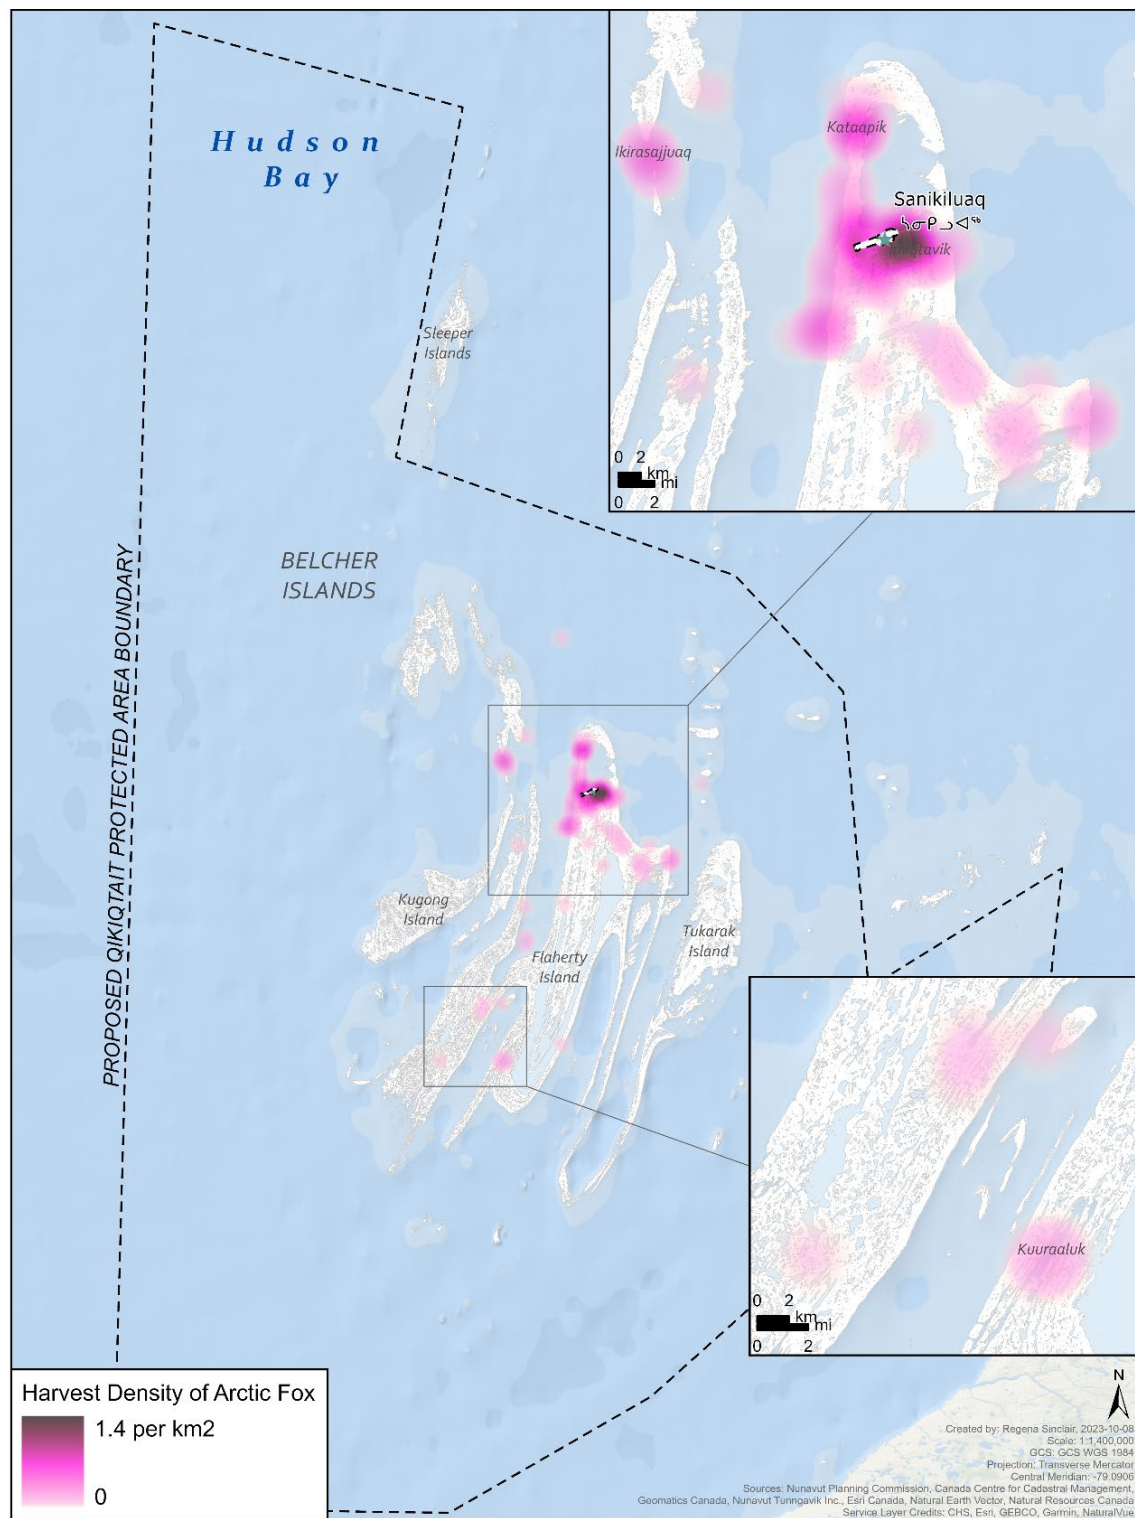 Hudson
Bay
Ikirasajjuaq
Kataapik
Sanikiluaq
ᓴᓂᑭᓗᐊᖅ
0 2
km
mi
0 2
Sleeper
Islands
BELCHER
ISLANDS
PROPOSED QIKIQTAIT PROTECTED AREA BOUNDARY
Kugong
Island
Flaherty
Island
Tukarak
Island
Kuuraaluk
0 2
km
mi
0 2
Harvest Density of Arctic Fox
1.4 per km2
0
N
Created by: Regena Sinclair, 2023-10-08
Scale: 1:1,400,000
GCS: GCS WGS 1984
Projection: Transverse Mercator
Central Meridian: -79.0906
Sources: Nunavut Planning Commission, Canada Centre for Cadastral Management,
Geomatics Canada, Nunavut Tunngavik Inc., Esri Canada, Natural Earth Vector, Natural Resources Canada
Service Layer Credits: CHS, Esri, GEBCO, Garmin, NaturalVue